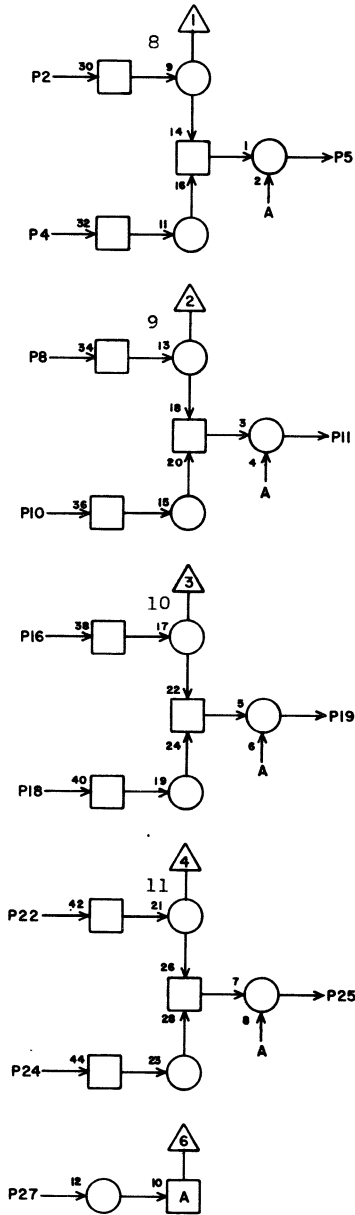 1
8
P2 30 9
14 1 P5
16 2
A
P4 32 11
2
9
P8 34 13
18 3 P11
20 4
A
P10 36 15
3
10
P16 38 17
22 5 P19
24 6
A
P18 40 19
4
11
P22 42 21
26 7 P25
28 8
A
P24 44 23
6
P27 12 10 A